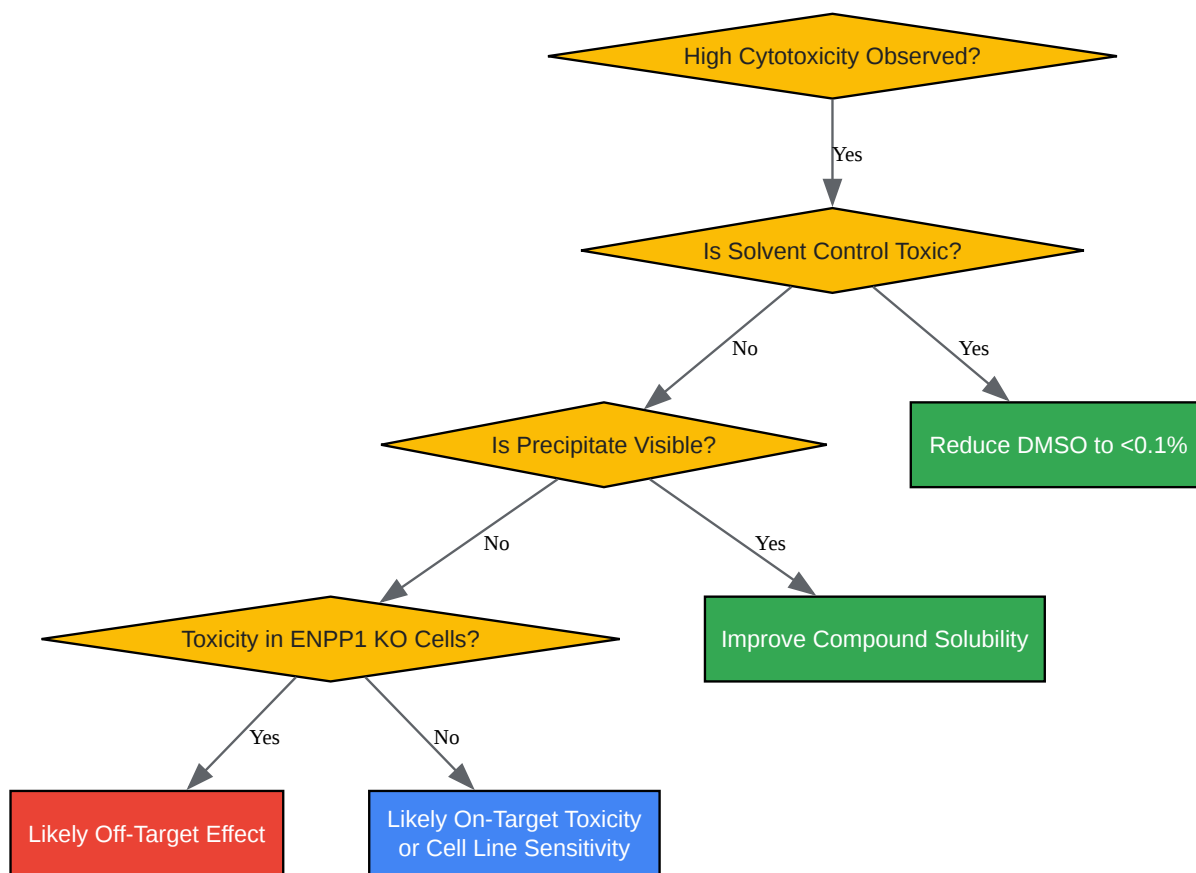 High Cytotoxicity Observed?
Yes
Is Solvent Control Toxic?
No
Yes
Is Precipitate Visible?
Reduce DMSO to <0.1%
No
Yes
Toxicity in ENPP1 KO Cells?
Improve Compound Solubility
Yes
No
Likely Off-Target Effect
Likely On-Target Toxicity
or Cell Line Sensitivity